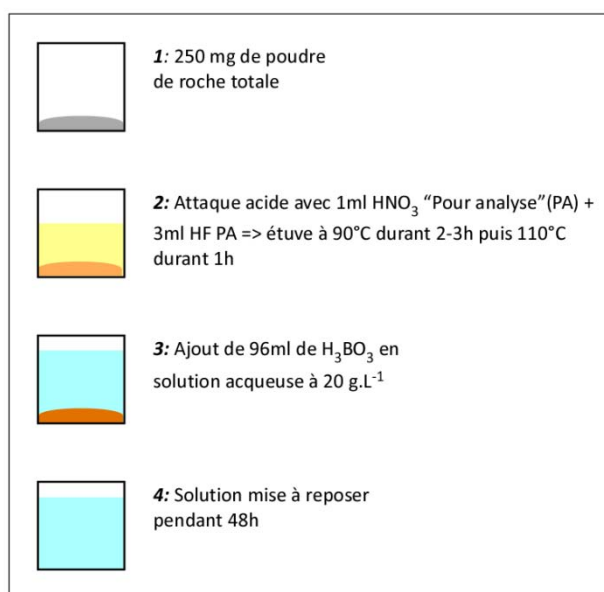 1: 250 mg de poudre
de roche totale
2: Attaque acide avec 1ml HNO₃ “Pour analyse”(PA) +
3ml HF PA => étuve à 90°C durant 2-3h puis 110°C
durant 1h
3: Ajout de 96ml de H₃BO₃ en
solution acqueuse à 20 g.L⁻¹
4: Solution mise à reposer
pendant 48h